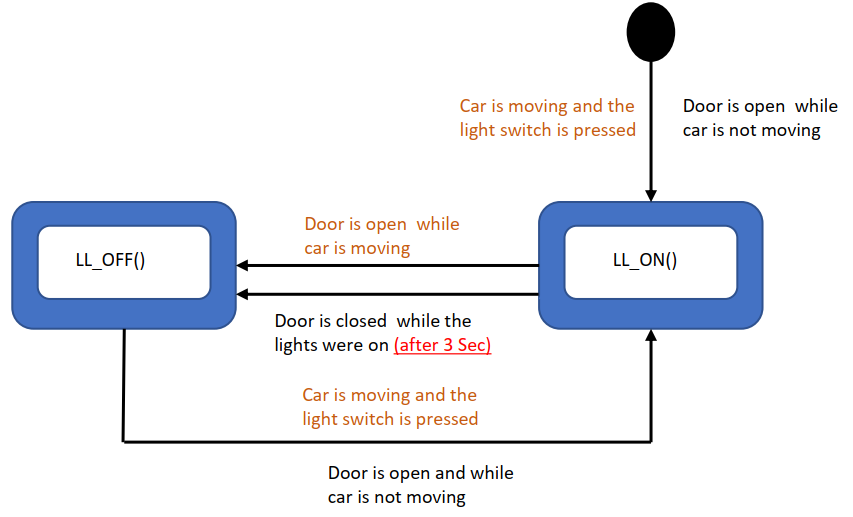 Car is moving and the
light switch is pressed
Door is open while
car is not moving
Door is open while
car is moving
LL_OFF()
LL_ON()
Door is closed while the
lights were on (after 3 Sec)
Car is moving and the
light switch is pressed
Door is open and while
car is not moving